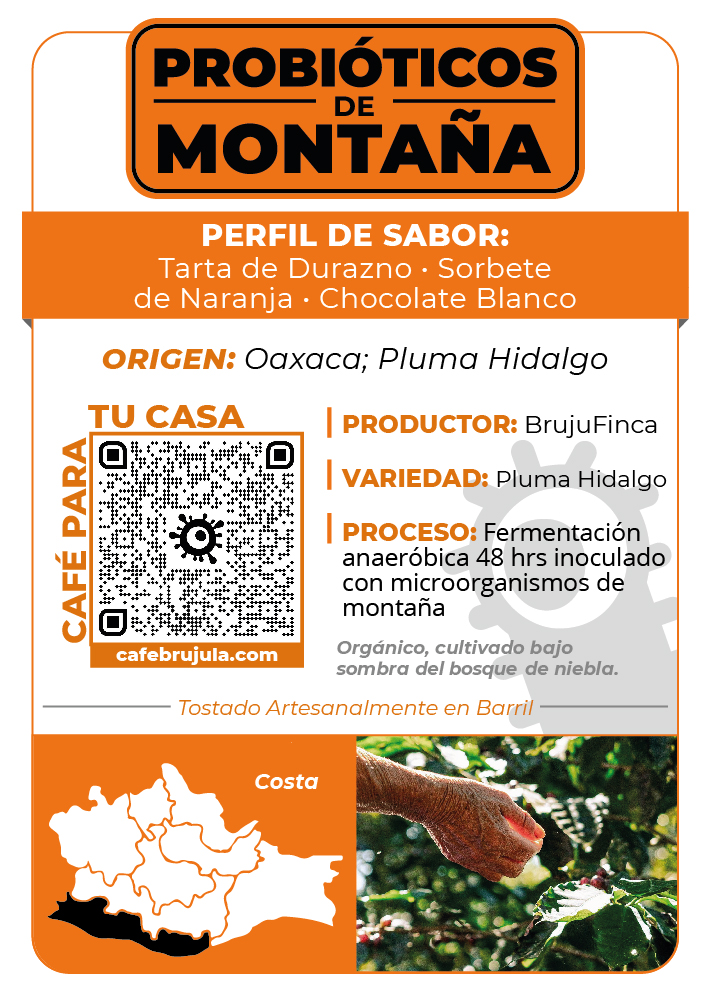 PROBIÓTICOS
DE
MONTAÑA
PERFIL DE SABOR:
Tarta de Durazno • Sorbete
de Naranja • Chocolate Blanco
ORIGEN: Oaxaca; Pluma Hidalgo
CAFÉ PARA
TU CASA
cafebrujula.com
PRODUCTOR: BrujuFinca
VARIEDAD: Pluma Hidalgo
PROCESO: Fermentación
anaeróbica 48 hrs inoculado
con microorganismos de
montaña
Orgánico, cultivado bajo
sombra del bosque de niebla.
Tostado Artesanalmente en Barril
Costa